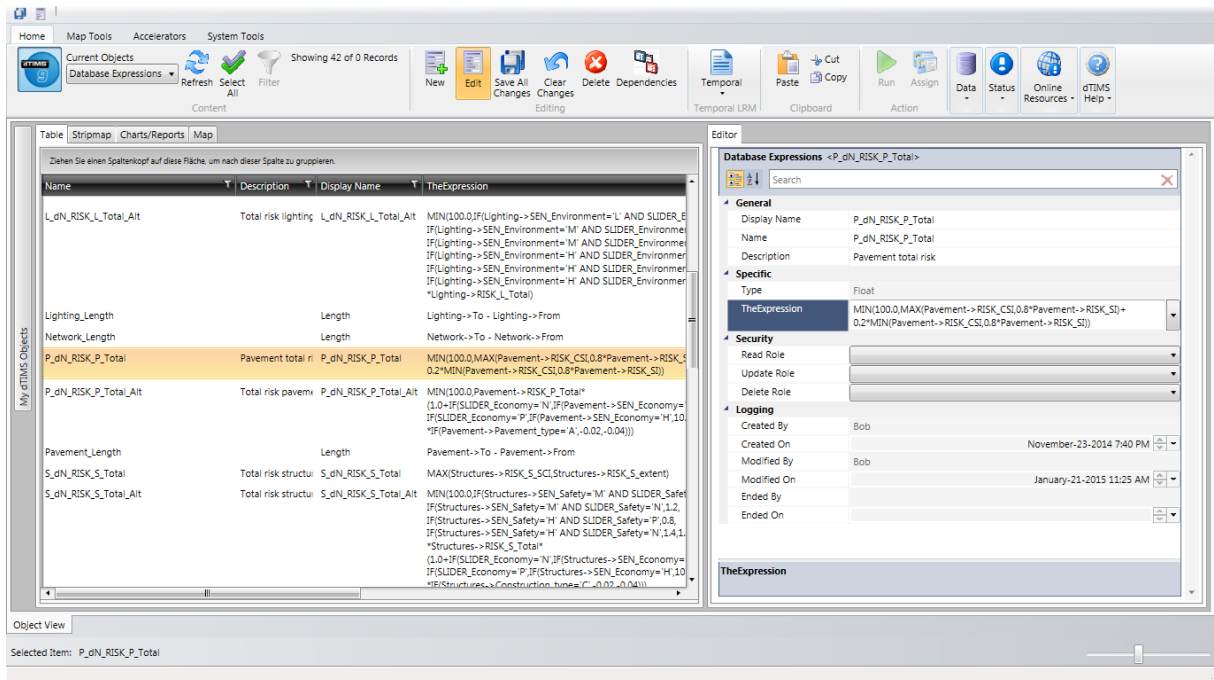 Home Map Tools Accelerators System Tools
dTIMS 9
Current Objects
Database Expressions
Refresh
Select All
Filter
Showing 42 of 0 Records
Content
New
Edit
Save All Changes
Clear Changes
Delete
Dependencies
Editing
Temporal
Temporal LRM
Paste
Cut
Copy
Clipboard
Run
Assign
Action
Data
Status
Online Resources
dTIMS Help
My dTIMS Objects
Table Stripmap Charts/Reports Map
Ziehen Sie einen Spaltenkopf auf diese Fläche, um nach dieser Spalte zu gruppieren.
Name Description Display Name TheExpression
L_dN_RISK_L_Total_Alt Total risk lighting L_dN_RISK_L_Total_Alt MIN(100.0,IF(Lighting->SEN_Environment='L' AND SLIDER_E
IF(Lighting->SEN_Environment='M' AND SLIDER_Environmen
IF(Lighting->SEN_Environment='M' AND SLIDER_Environmen
IF(Lighting->SEN_Environment='H' AND SLIDER_Environmen
IF(Lighting->SEN_Environment='H' AND SLIDER_Environmen
IF(Lighting->SEN_Environment='H' AND SLIDER_Environmen
*Lighting->RISK_L_Total)
Lighting_Length Length Lighting->To - Lighting->From
Network_Length Length Network->To - Network->From
P_dN_RISK_P_Total Pavement total ri P_dN_RISK_P_Total MIN(100.0,MAX(Pavement->RISK_CSI,0.8*Pavement->RISK_S
0.2*MIN(Pavement->RISK_CSI,0.8*Pavement->RISK_SI))
P_dN_RISK_P_Total_Alt Total risk paveme P_dN_RISK_P_Total_Alt MIN(100.0,Pavement->RISK_P_Total*
(1.0+IF(SLIDER_Economy='N',IF(Pavement->SEN_Economy='
IF(SLIDER_Economy='P',IF(Pavement->SEN_Economy='H',10.
*IF(Pavement->Pavement_type='A',-0.02,-0.04)))
Pavement_Length Length Pavement->To - Pavement->From
S_dN_RISK_S_Total Total risk structur S_dN_RISK_S_Total MAX(Structures->RISK_S_SCI,Structures->RISK_S_extent)
S_dN_RISK_S_Total_Alt Total risk structur S_dN_RISK_S_Total_Alt MIN(100.0,IF(Structures->SEN_Safety='M' AND SLIDER_Safet
IF(Structures->SEN_Safety='M' AND SLIDER_Safety='N',1.2,
IF(Structures->SEN_Safety='H' AND SLIDER_Safety='P',0.8,
IF(Structures->SEN_Safety='H' AND SLIDER_Safety='N',1.4,1.
*Structures->RISK_S_Total*
(1.0+IF(SLIDER_Economy='N',IF(Structures->SEN_Economy=
IF(SLIDER_Economy='P',IF(Structures->SEN_Economy='H',10
*IF(Structures->Construction_type='C',-0.02,-0.04)))
Editor
Database Expressions <P_dN_RISK_P_Total>
Search
General
Display Name P_dN_RISK_P_Total
Name P_dN_RISK_P_Total
Description Pavement total risk
Specific
Type Float
TheExpression MIN(100.0,MAX(Pavement->RISK_CSI,0.8*Pavement->RISK_SI)+
0.2*MIN(Pavement->RISK_CSI,0.8*Pavement->RISK_SI))
Security
Read Role
Update Role
Delete Role
Logging
Created By Bob
Created On November-23-2014 7:40 PM
Modified By Bob
Modified On January-21-2015 11:25 AM
Ended By
Ended On
TheExpression
Object View
Selected Item: P_dN_RISK_P_Total